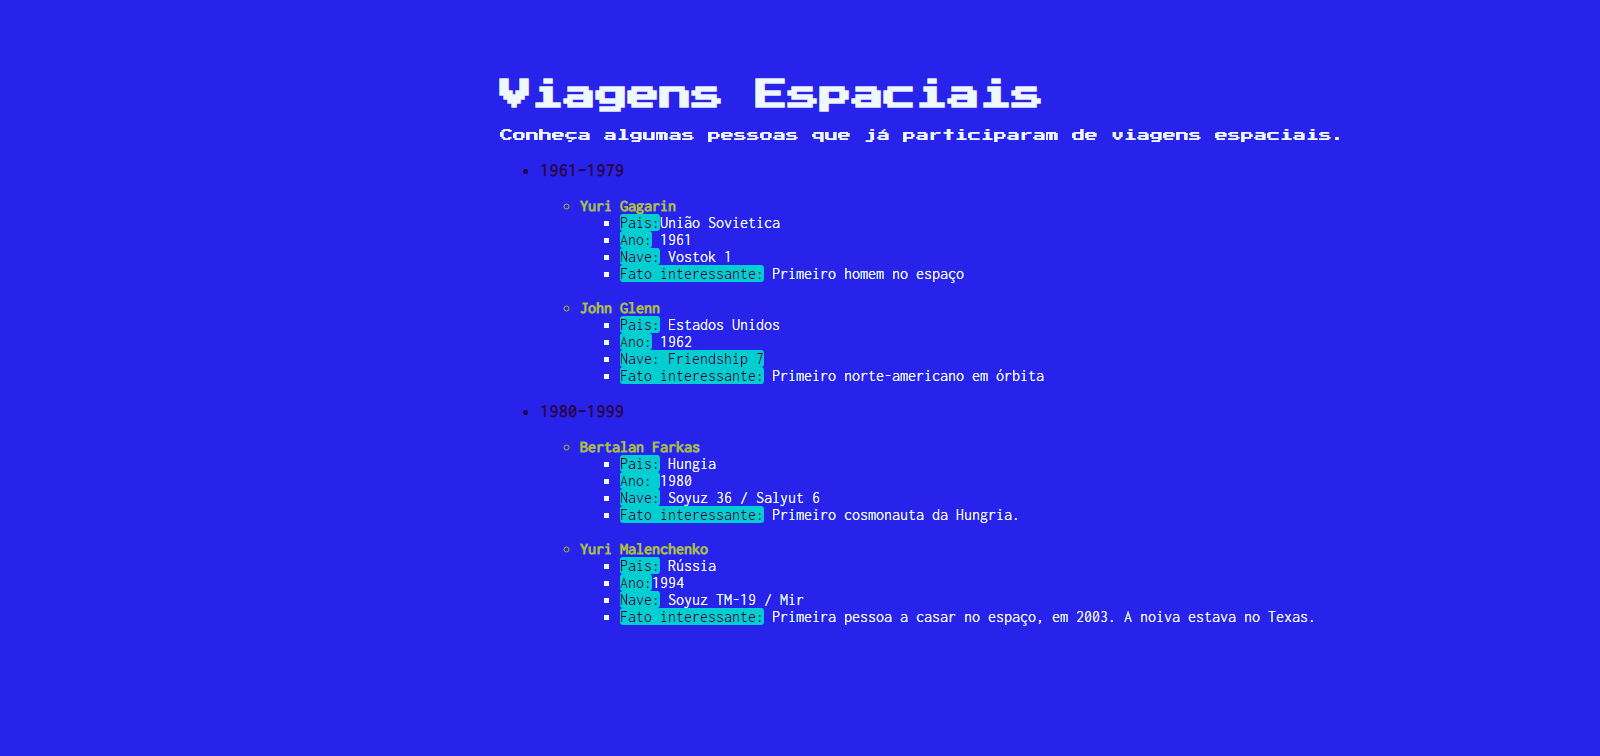 Viagens Espaciais
Conheça algumas pessoas que já participaram de viagens espaciais.
1961-1979
Yuri Gagarin
País:União Sovietica
Ano: 1961
Nave: Vostok 1
Fato interessante: Primeiro homem no espaço
John Glenn
País: Estados Unidos
Ano: 1962
Nave: Friendship 7
Fato interessante: Primeiro norte-americano em órbita
1980-1999
Bertalan Farkas
País: Hungia
Ano: 1980
Nave: Soyuz 36 / Salyut 6
Fato interessante: Primeiro cosmonauta da Hungria.
Yuri Malenchenko
País: Rússia
Ano:1994
Nave: Soyuz TM-19 / Mir
Fato interessante: Primeira pessoa a casar no espaço, em 2003. A noiva estava no Texas.